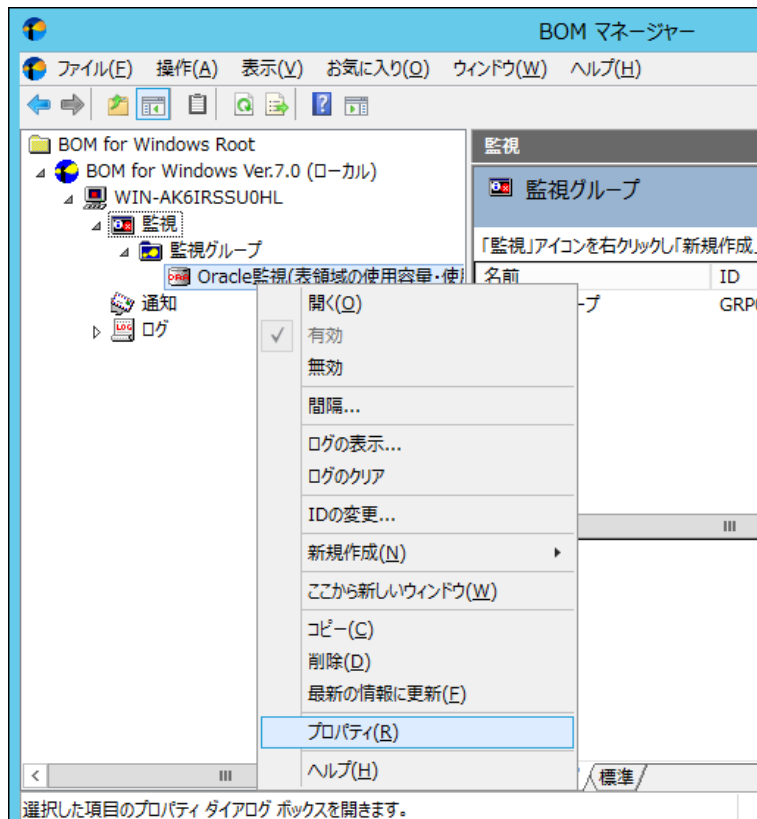 BOM マネージャー
ファイル(F) 操作(A) 表示(V) お気に入り(O) ウィンドウ(W) ヘルプ(H)
BOM for Windows Root
BOM for Windows Ver.7.0 (ローカル)
WIN-AK6IRSSU0HL
監視
監視グループ
Oracle監視(表領域の使用容量・使
通知
ログ
監視
監視グループ
「監視」アイコンを右クリックし「新規作成」
名前 ID
ープ GRP0
開く(O)
有効
無効
間隔...
ログの表示...
ログのクリア
IDの変更...
新規作成(N)
ここから新しいウィンドウ(W)
コピー(C)
削除(D)
最新の情報に更新(F)
プロパティ(R)
ヘルプ(H)
標準
選択した項目のプロパティ ダイアログ ボックスを開きます。